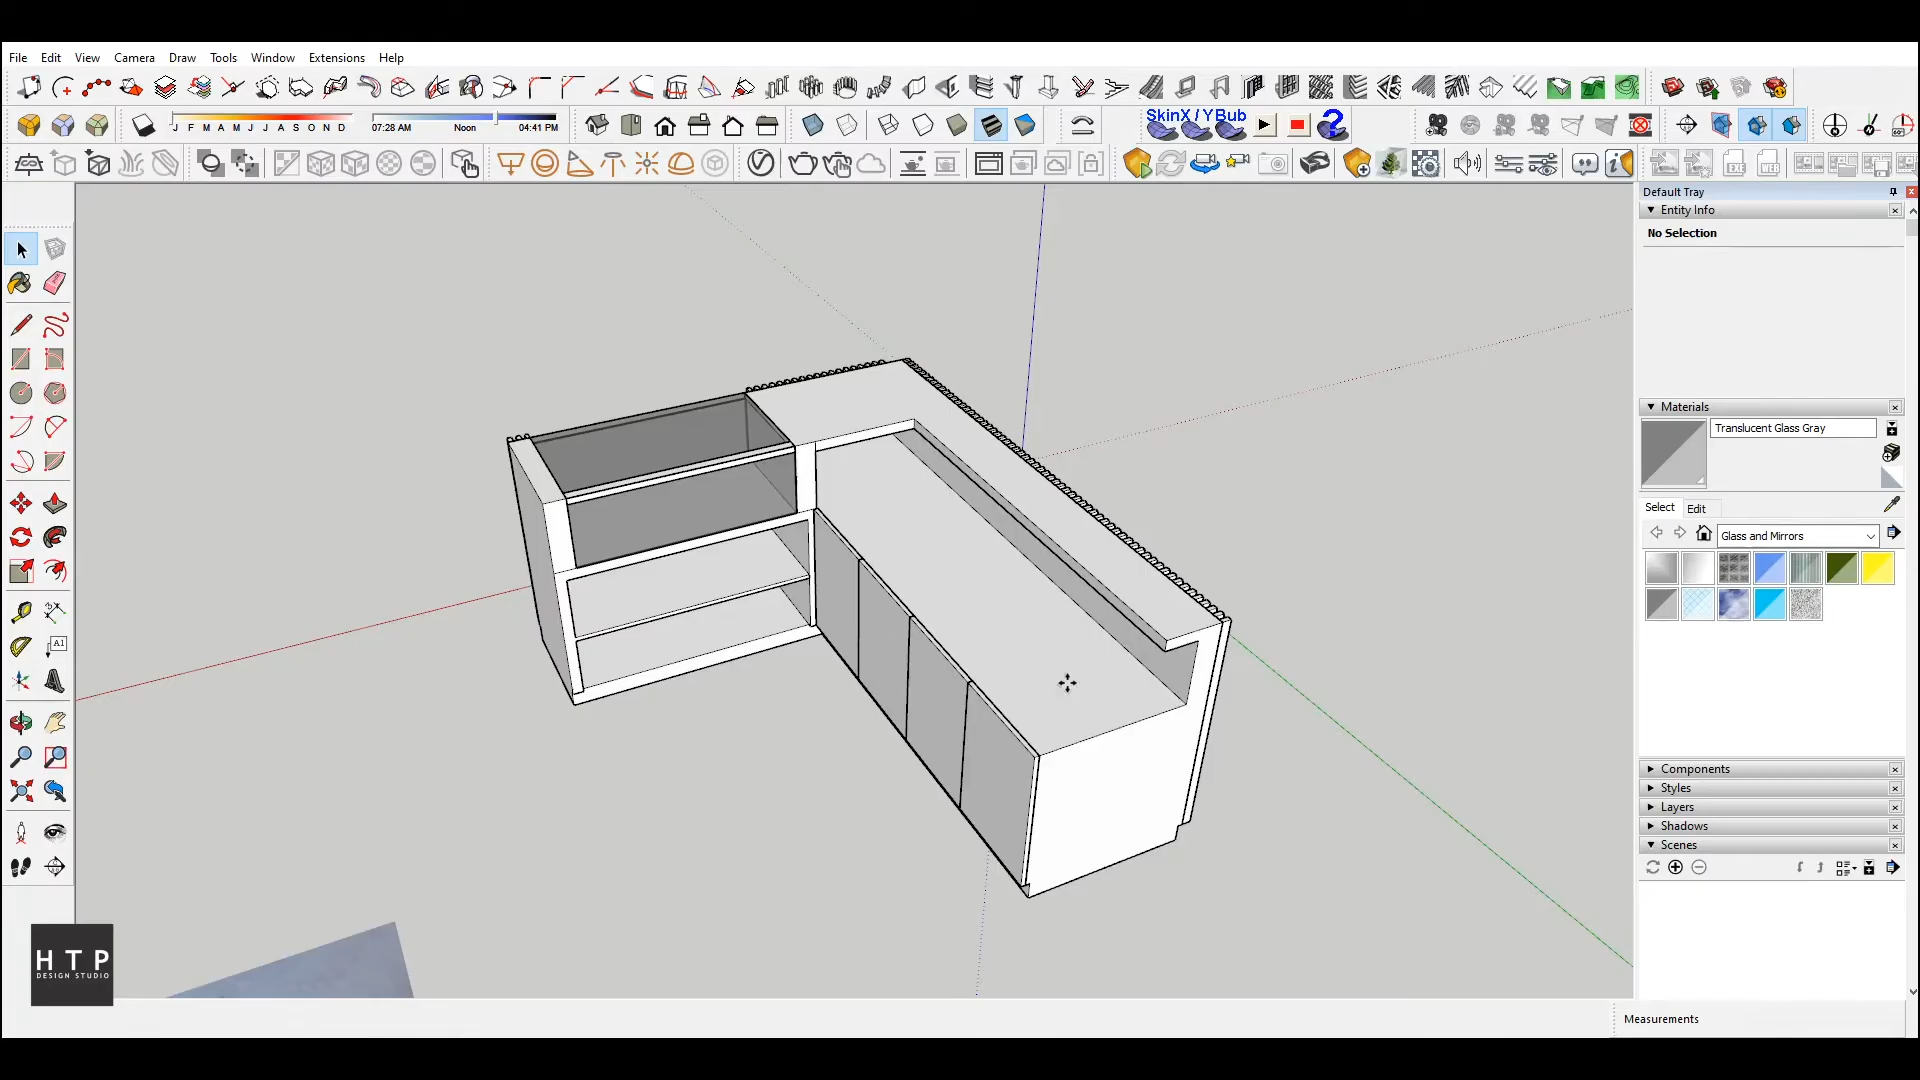 File Edit View Camera Draw Tools Window Extensions Help
J F M A M J J A S O N D
07:28 AM Noon 04:41 PM
SkinX / YBub
Default Tray
Entity Info
No Selection
Materials
Translucent Glass Gray
Select Edit
Glass and Mirrors
Components
Styles
Layers
Shadows
Scenes
A1
HTP
DESIGN STUDIO
Measurements